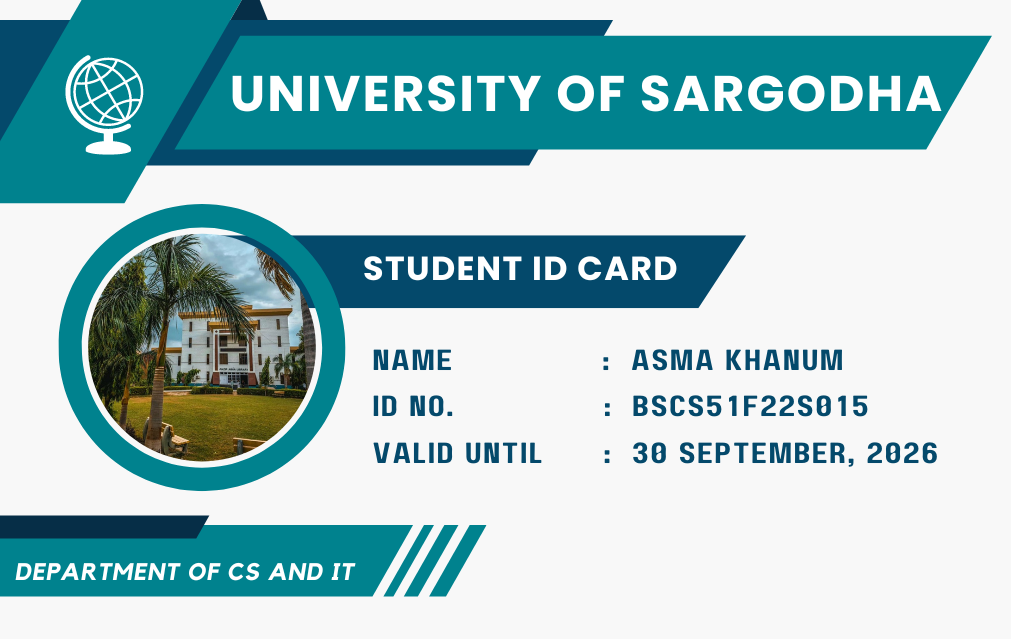 UNIVERSITY OF SARGODHA
STUDENT ID CARD
NAME : ASMA KHANUM
ID NO. : BSCS51F22S015
VALID UNTIL : 30 SEPTEMBER, 2026
DEPARTMENT OF CS AND IT